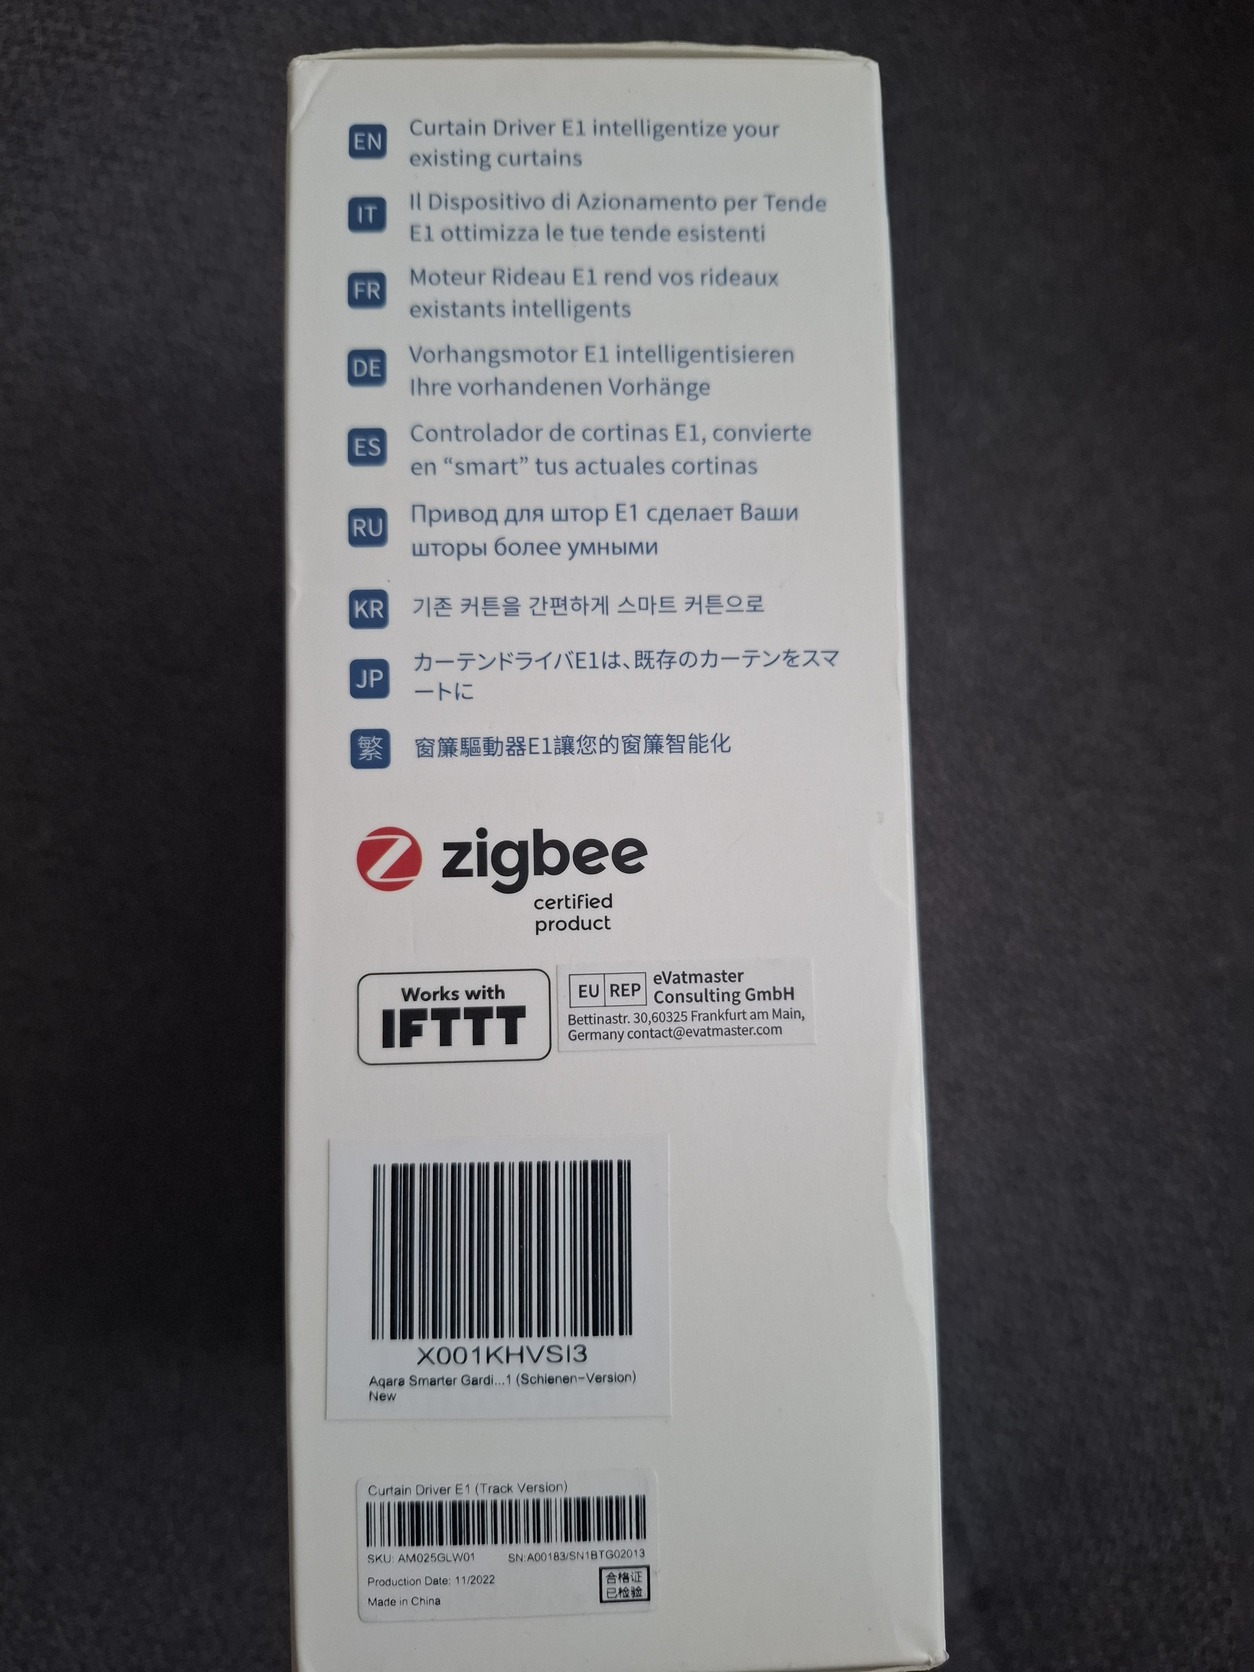 EN
Curtain Driver E1 intelligentize your
existing curtains
IT
Il Dispositivo di Azionamento per Tende
E1 ottimizza le tue tende esistenti
FR
Moteur Rideau E1 rend vos rideaux
existants intelligents
DE
Vorhangsmotor E1 intelligentisieren
Ihre vorhandenen Vorhänge
ES
Controlador de cortinas E1, convierte
en “smart” tus actuales cortinas
RU
Привод для штор E1 сделает Ваши
шторы более умными
KR
기존 커튼을 간편하게 스마트 커튼으로
JP
カーテンドライバE1は、既存のカーテンをスマ
ートに
繁
窗簾驅動器E1讓您的窗簾智能化
zigbee
certified
product
Works with
IFTTT
EU REP
eVatmaster
Consulting GmbH
Bettinastr. 30,60325 Frankfurt am Main,
Germany contact@evatmaster.com
X001KHVSI3
Aqara Smarter Gardi...1 (Schienen-Version)
New
Curtain Driver E1 (Track Version)
SKU: AM025GLW01 SN:A00183/SN1BTG02013
Production Date: 11/2022
Made in China
合格证
已检验